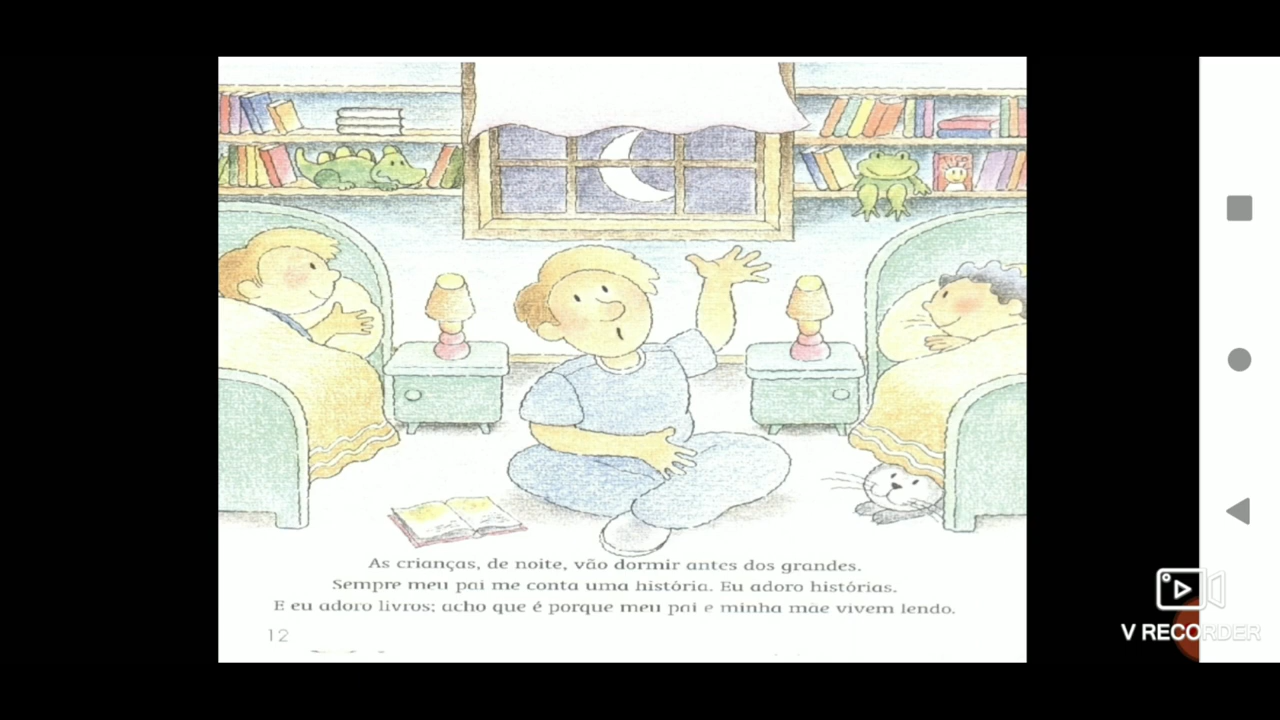 As crianças, de noite, vão dormir antes dos grandes.
Sempre meu pai me conta uma história. Eu adoro histórias.
E eu adoro livros; acho que é porque meu pai e minha mãe vivem lendo.
12
V RECORDER